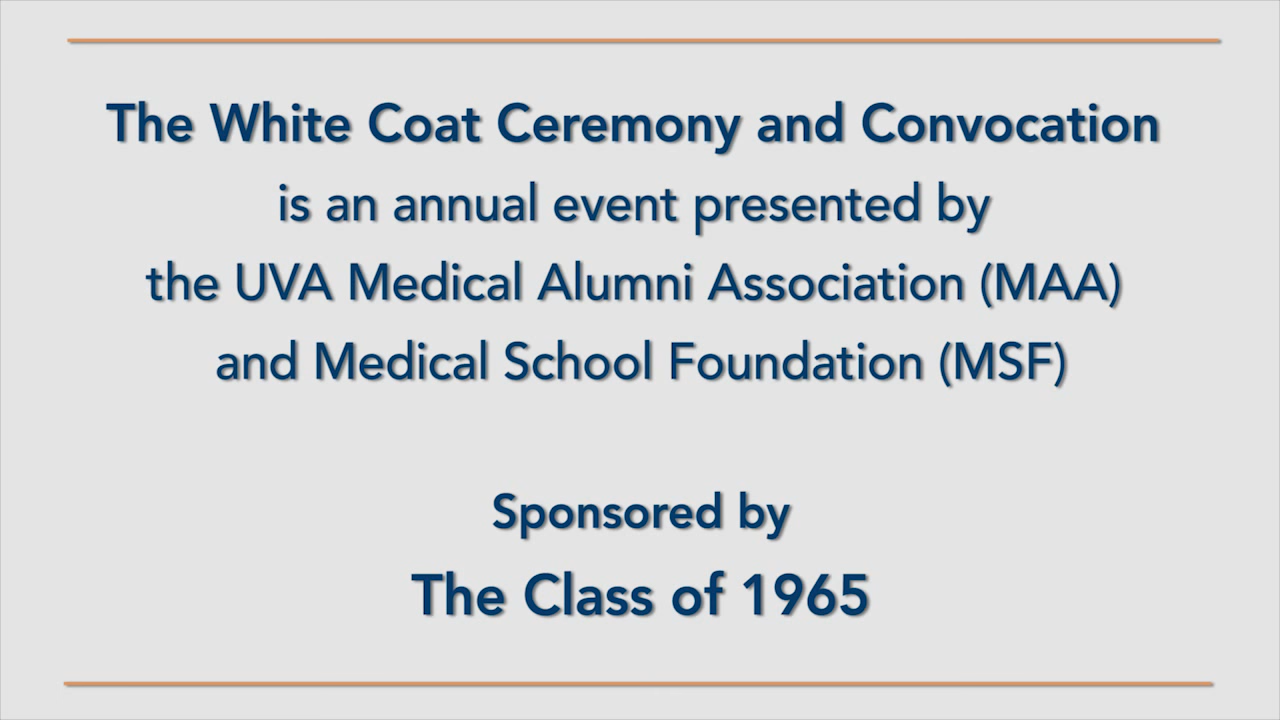 The White Coat Ceremony and Convocation
is an annual event presented by
the UVA Medical Alumni Association (MAA)
and Medical School Foundation (MSF)
Sponsored by
The Class of 1965